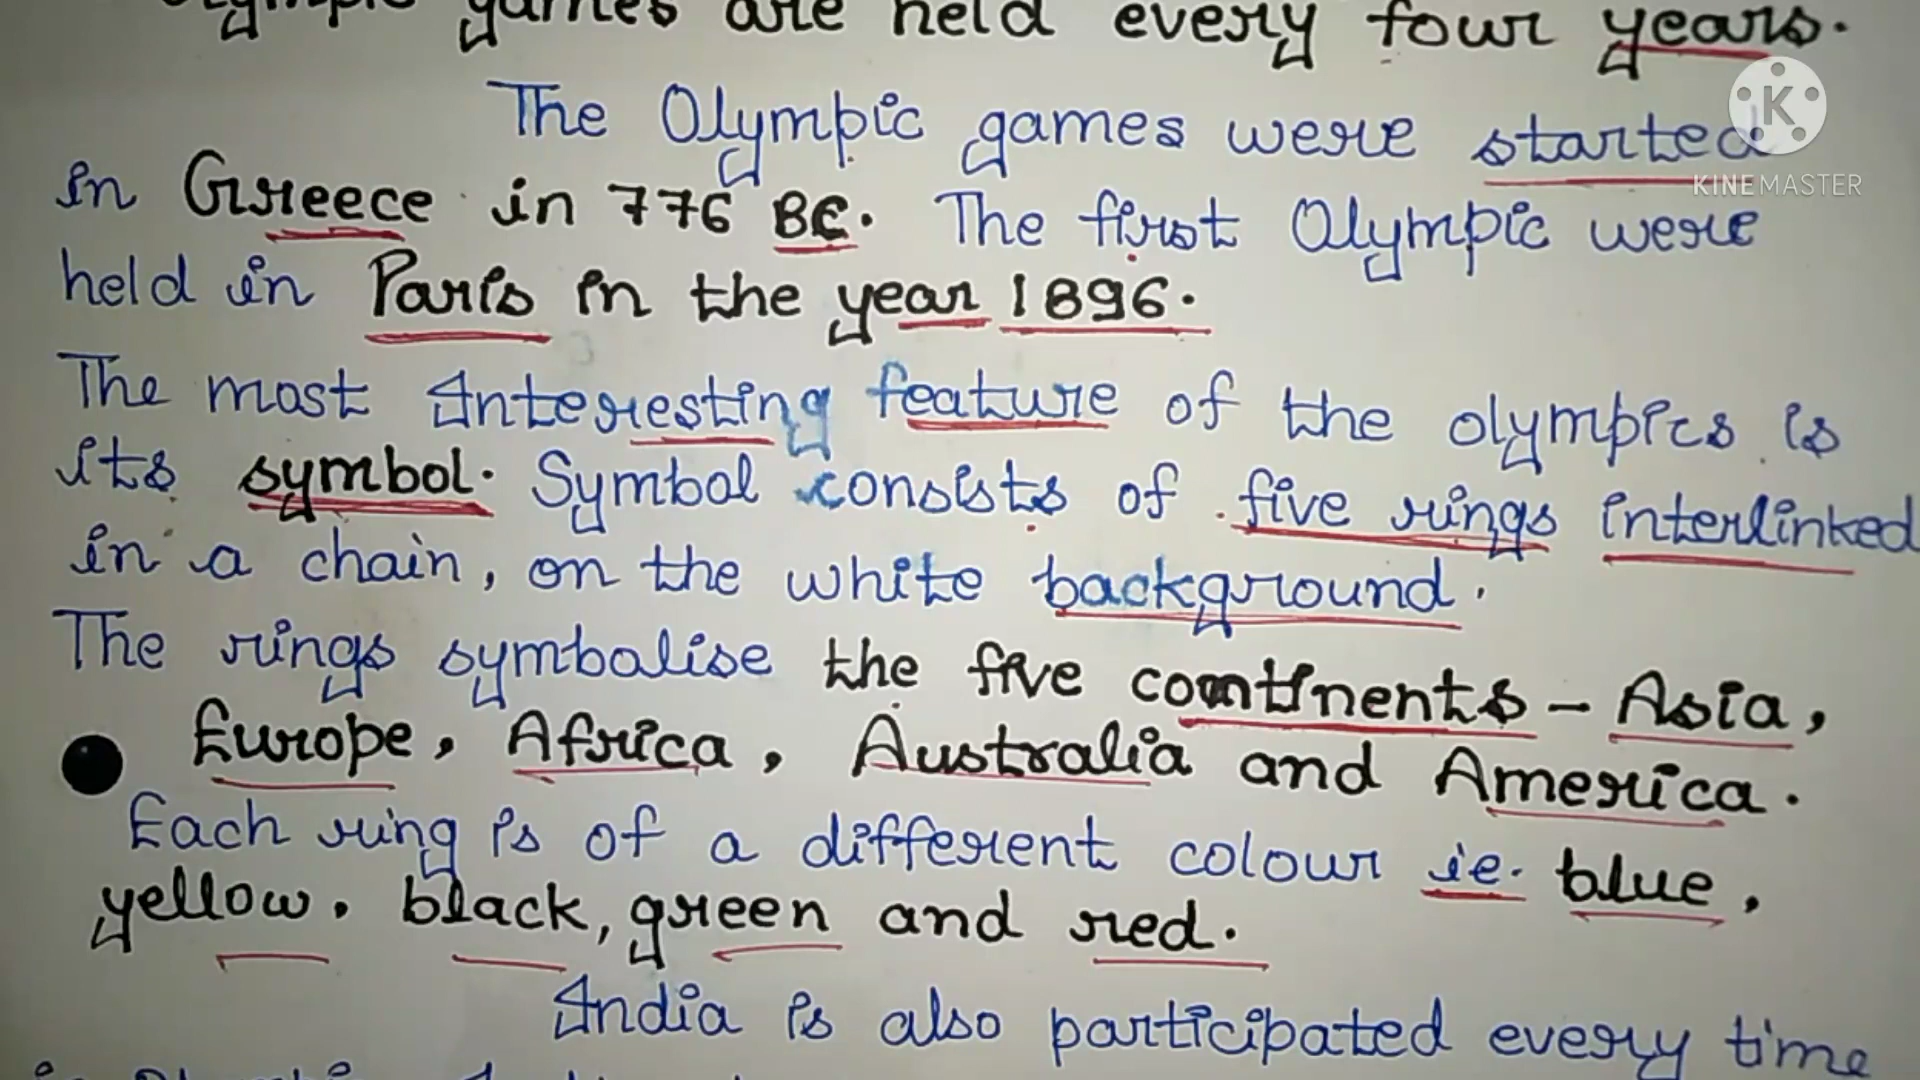 Olympic games are held every four years.
The Olympic games were started
in Greece in 776 BC. The first Olympic were
held in Paris in the year 1896.
The most Interesting feature of the olympics is
its symbol. Symbol consists of five rings interlinked
in a chain, on the white background.
The rings symbalise the five continents - Asia,
Europe, Africa, Australia and America.
Each ring is of a different colour ie. blue,
yellow. black, green and red.
India is also participated every time
K
KINEMASTER